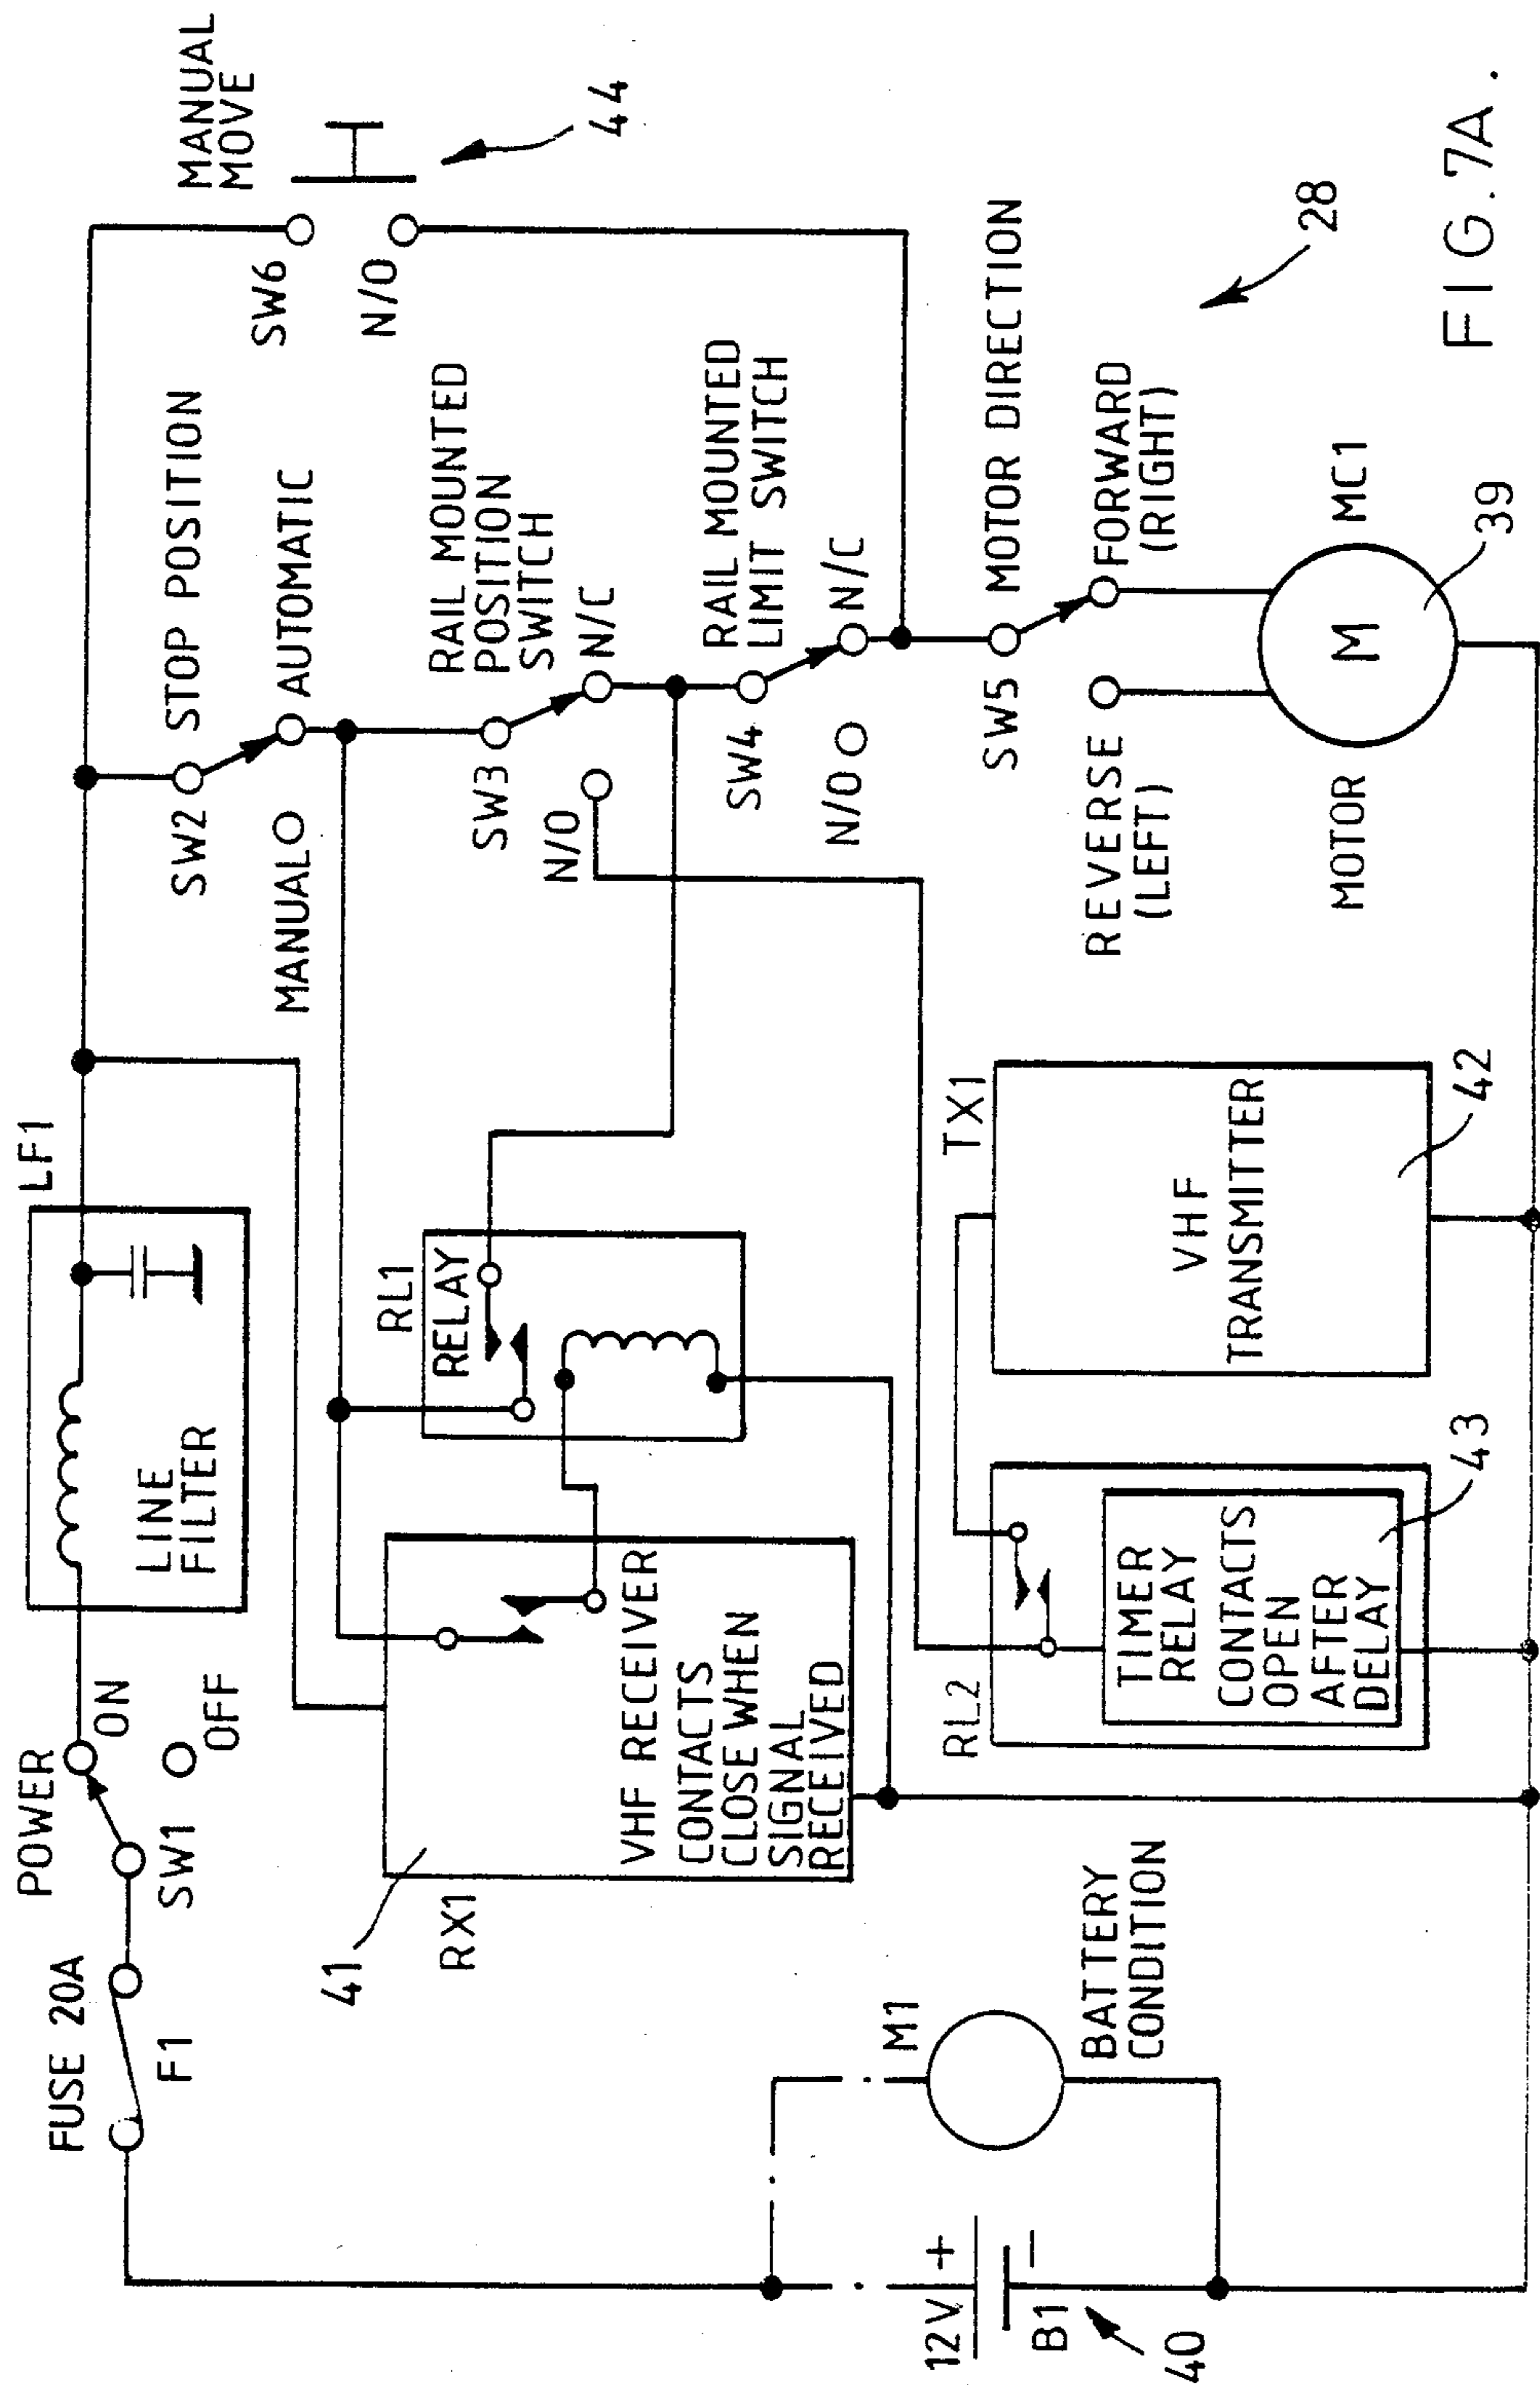 FUSE 20A
F1
POWER
SW1
ON
OFF
LINE
FILTER
LF1
SW2
STOP POSITION
MANUAL
AUTOMATIC
MANUAL
MOVE
SW6
N/O
44
41
RX1
VHF RECEIVER
CONTACTS
CLOSE WHEN
SIGNAL
RECEIVED
RL1
RELAY
SW3
RAIL MOUNTED
POSITION
SWITCH
N/O
N/C
SW4
RAIL MOUNTED
LIMIT SWITCH
N/O
N/C
M1
BATTERY
CONDITION
12V
+
−
B1
40
RL2
TIMER
RELAY
CONTACTS
OPEN
AFTER
DELAY
43
TX1
VHF
TRANSMITTER
42
SW5
MOTOR DIRECTION
REVERSE
(LEFT)
FORWARD
(RIGHT)
MOTOR
M
MC1
39
28
FIG.7A.